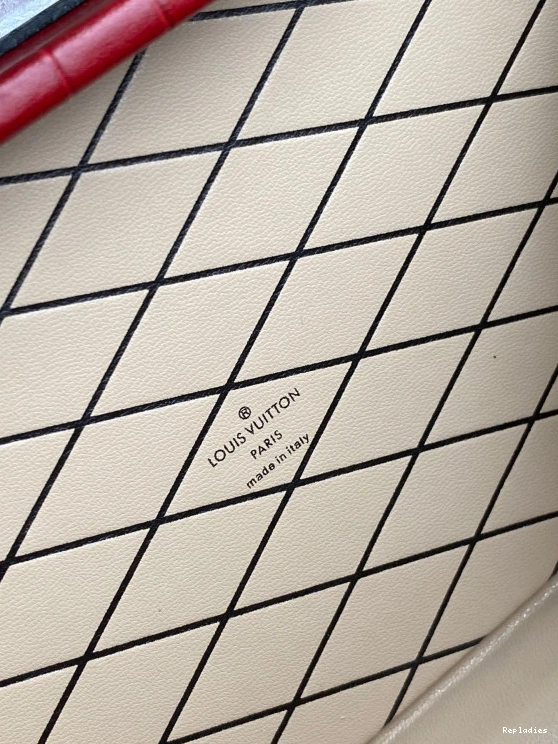 ®
LOUIS VUITTON
PARIS
made in italy
Repladies